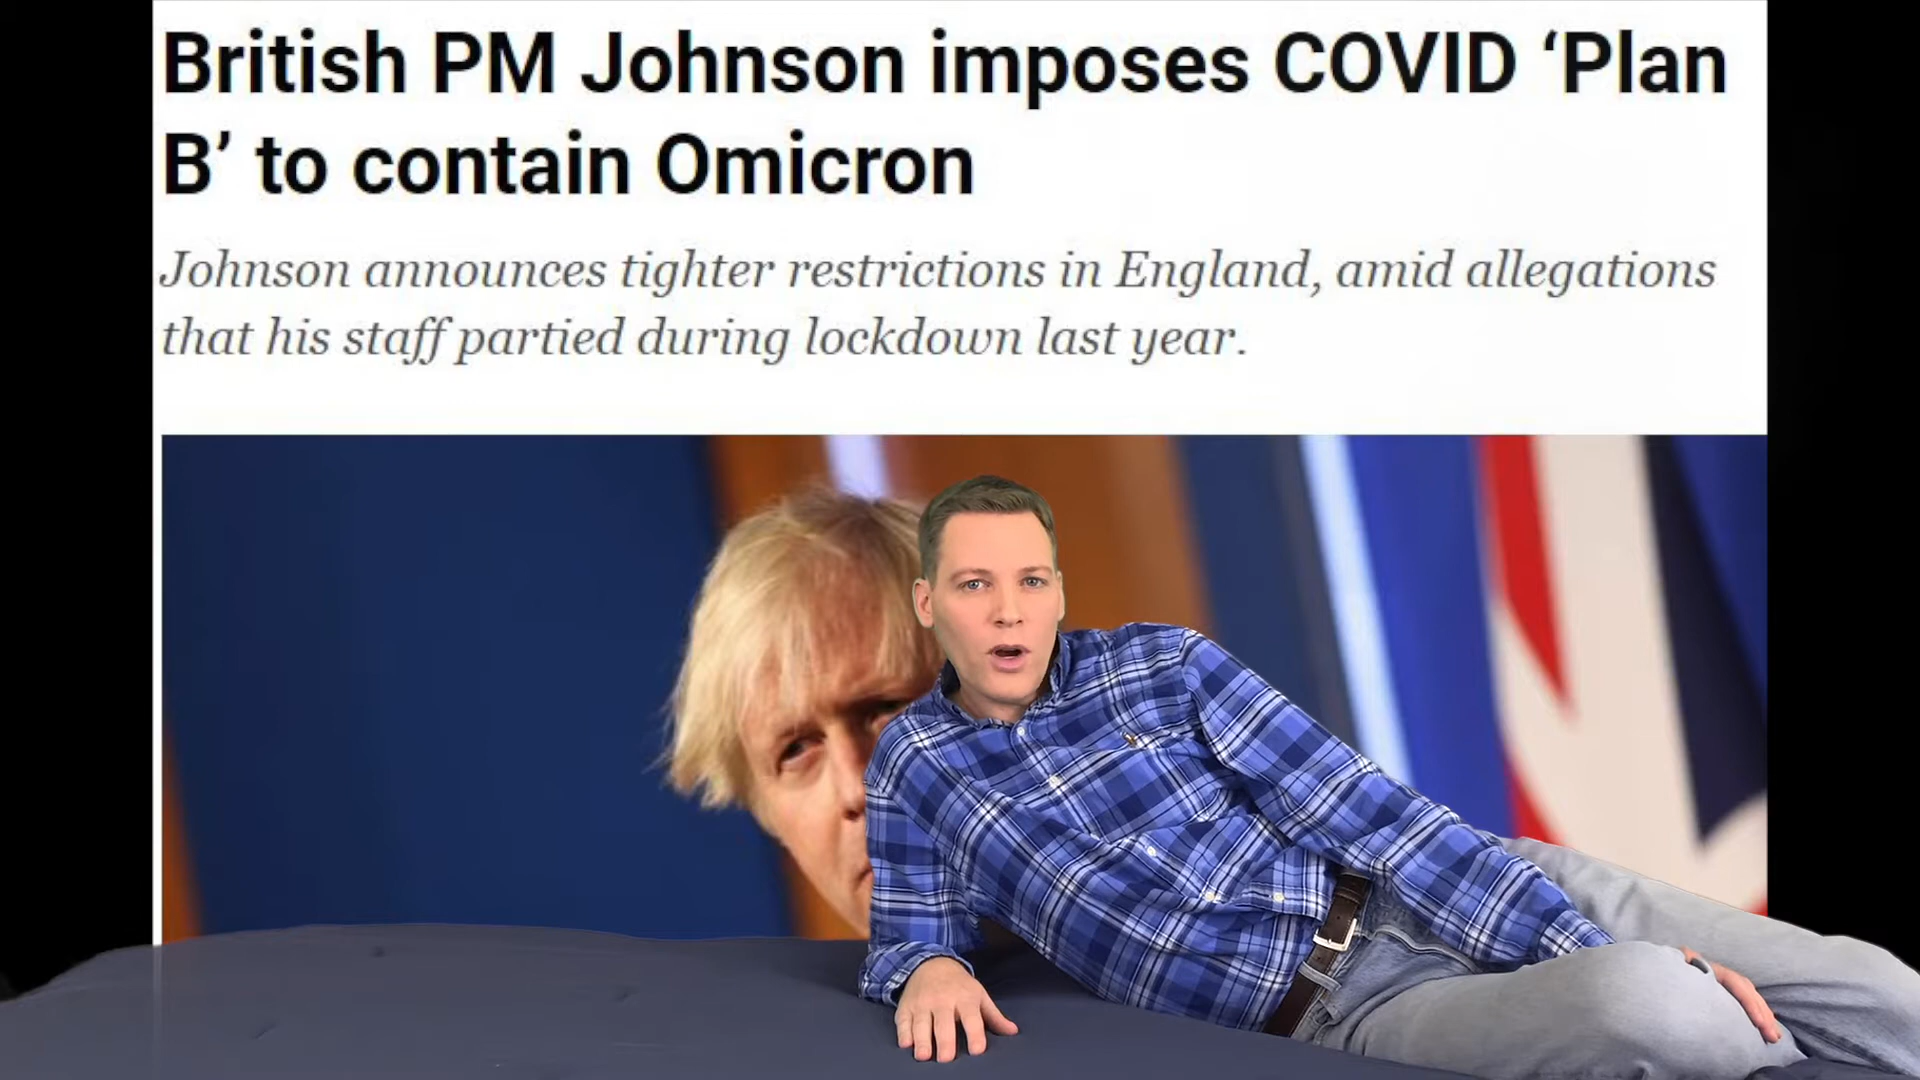 British PM Johnson imposes COVID ‘Plan
B’ to contain Omicron
Johnson announces tighter restrictions in England, amid allegations
that his staff partied during lockdown last year.